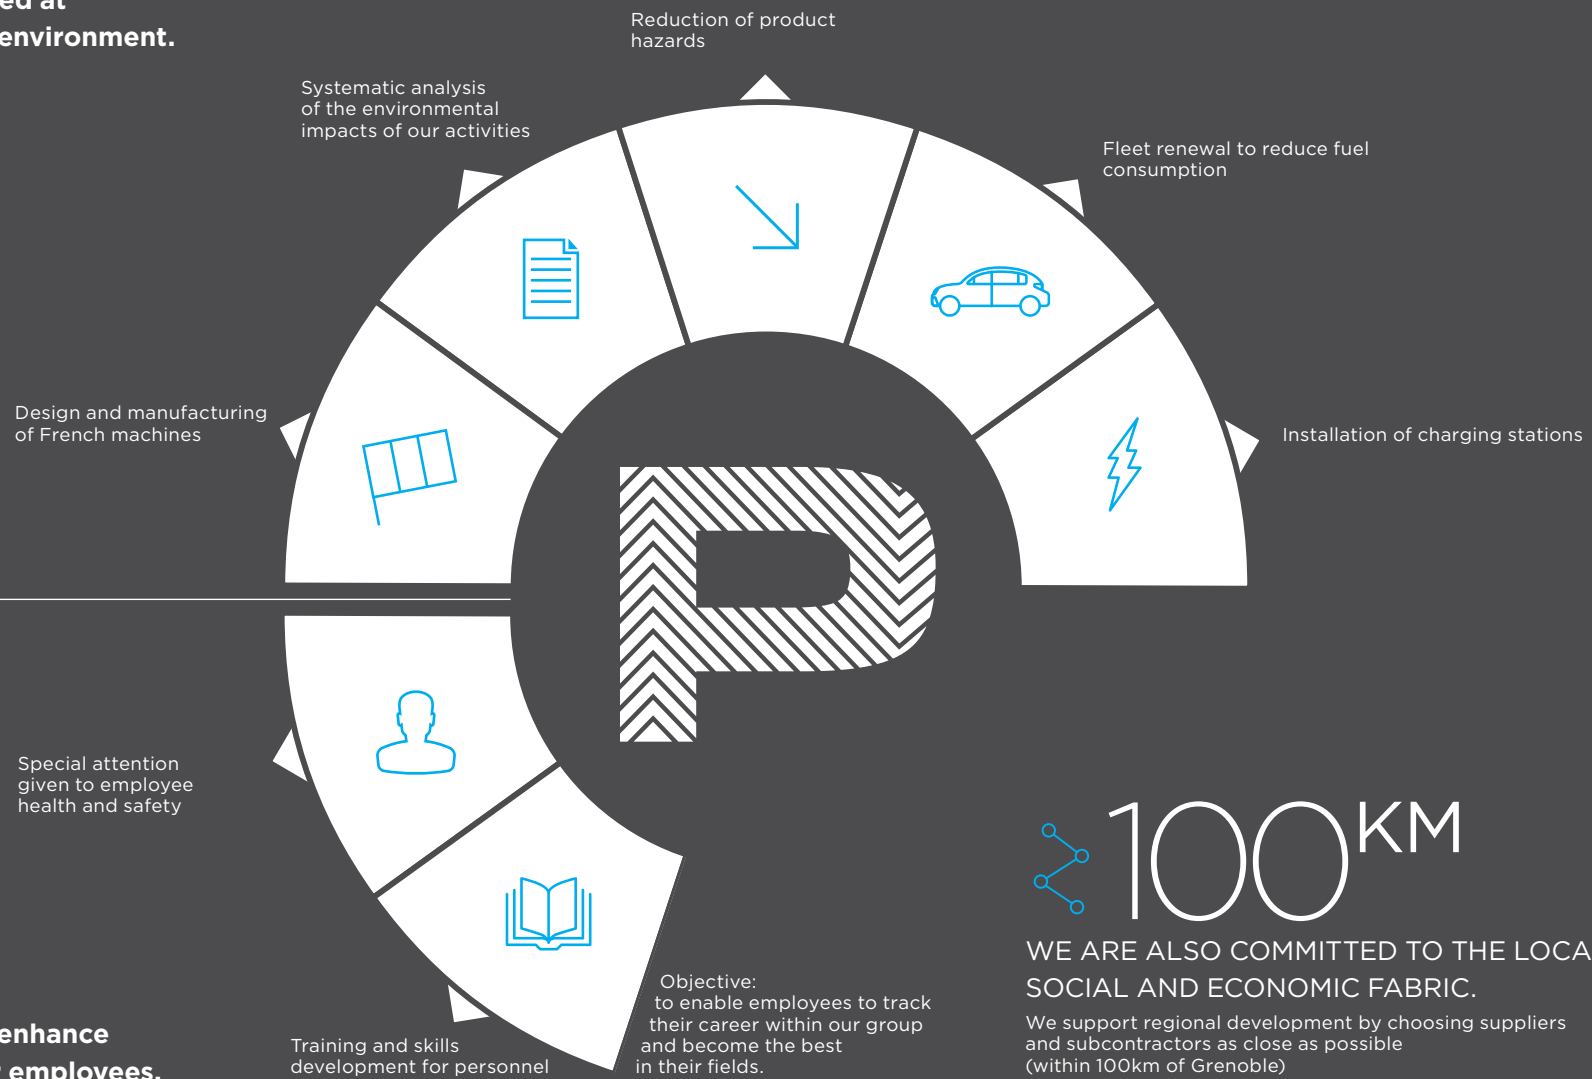 environment.
Reduction of product
hazards
Systematic analysis
of the environmental
impacts of our activities
Fleet renewal to reduce fuel
consumption
Design and manufacturing
of French machines
Installation of charging stations
P
Special attention
given to employee
health and safety
100KM
WE ARE ALSO COMMITTED TO THE LOCA
SOCIAL AND ECONOMIC FABRIC.
We support regional development by choosing suppliers
and subcontractors as close as possible
(within 100km of Grenoble)
Objective:
to enable employees to track
their career within our group
and become the best
in their fields.
enhance
employees.
Training and skills
development for personnel